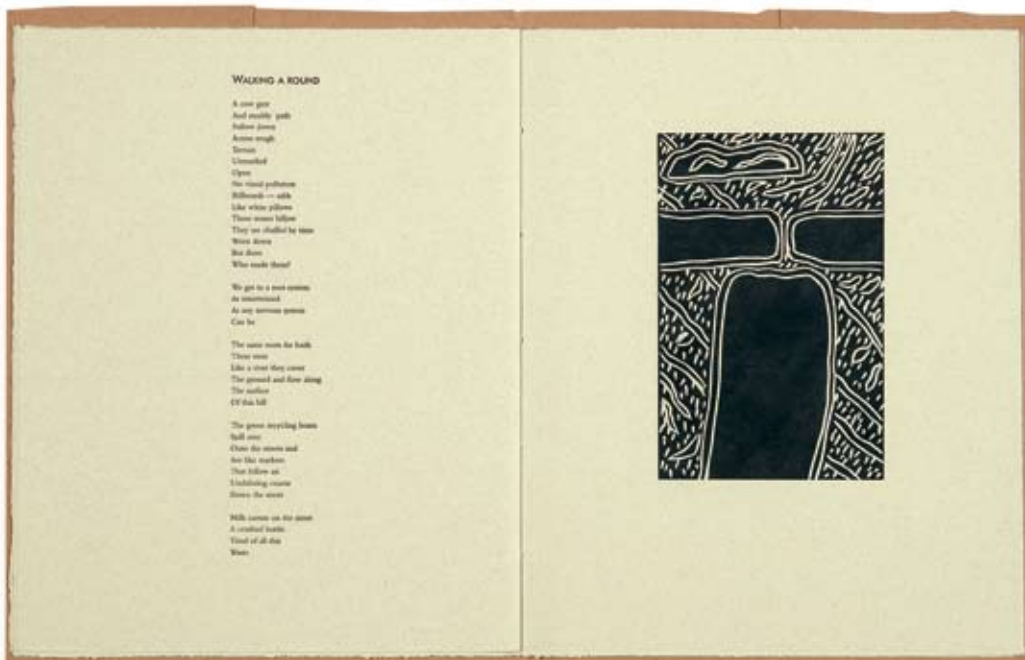 WALKING A ROUND
A cow gate
And muddy path
Follow down
Across rough
Terrain
Unmarked
Open
No visual pollution
Billboards — adds
Like white pillows
These stones billow
They are chaffed by time
Worn down
But there
Who made them?
We get to a root system
As intertwined
As any nervous system
Can be
The same roots for both
These trees
Like a river they cover
The ground and flow along
The surface
Of this hill
The green recycling boxes
Spill over
Onto the streets and
Are like markers
That follow an
Unfaltering course
Down the street
Milk carton on the street
A crushed bottle
Tired of all this
Waste